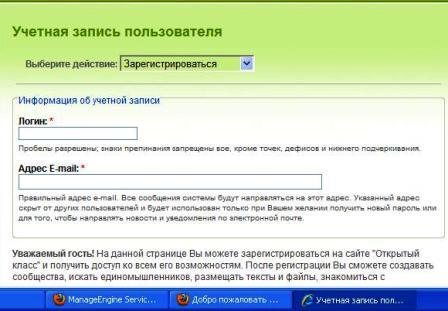 Учетная запись пользователя
Выберите действие: Зарегистрироваться
Информация об учетной записи
Логин: *
Пробелы разрешены; знаки препинания запрещены все, кроме точек, дефисов и нижнего подчеркивания.
Адрес E-mail: *
Правильный адрес e-mail. Все сообщения системы будут направляться на этот адрес. Указанный адрес
скрыт от других пользователей и будет использован только при Вашем желании получить новый пароль или
для того, чтобы направлять новости и уведомления по электронной почте.
Уважаемый гость! На данной странице Вы можете зарегистрироваться на сайте "Открытый
класс" и получить доступ ко всем его возможностям. После регистрации Вы сможете создавать
сообщества, искать единомышленников, размещать тексты и файлы, знакомиться с
ManageEngine Servic... Добро пожаловать ... Учетная запись пол...